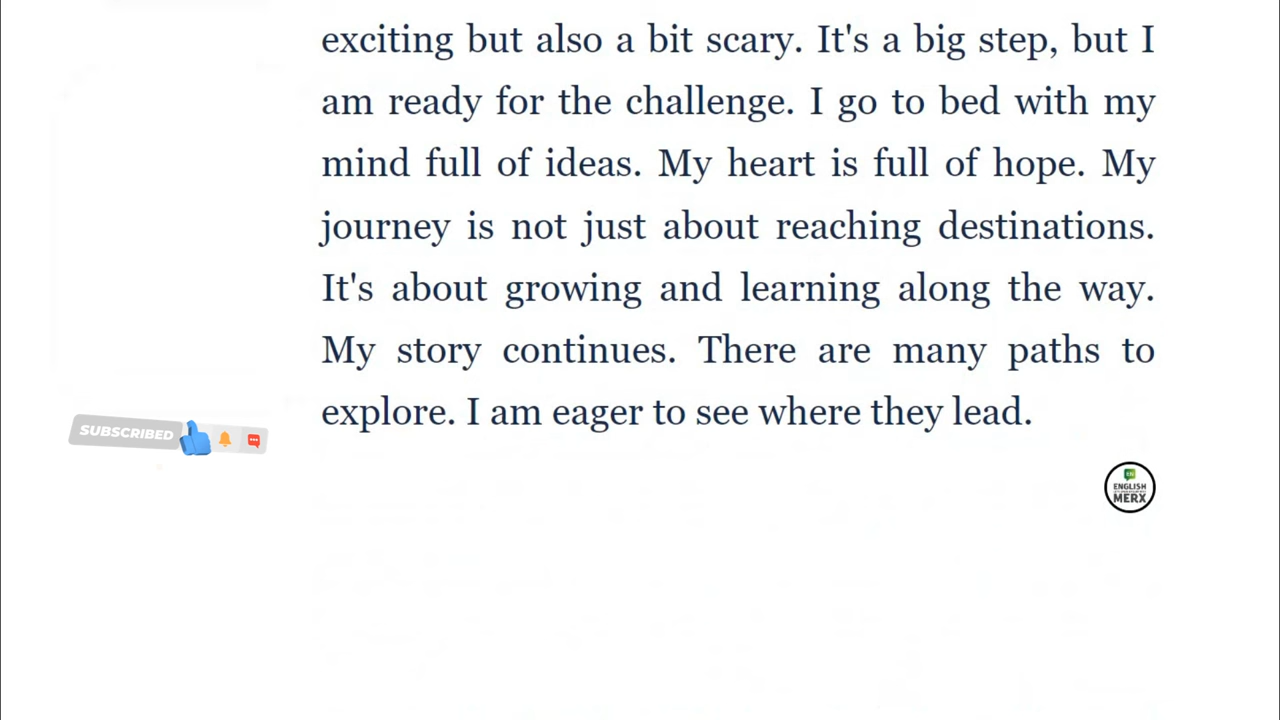 exciting but also a bit scary. It's a big step, but I
am ready for the challenge. I go to bed with my
mind full of ideas. My heart is full of hope. My
journey is not just about reaching destinations.
It's about growing and learning along the way.
My story continues. There are many paths to
explore. I am eager to see where they lead.
SUBSCRIBED
ENGLISH
MERX